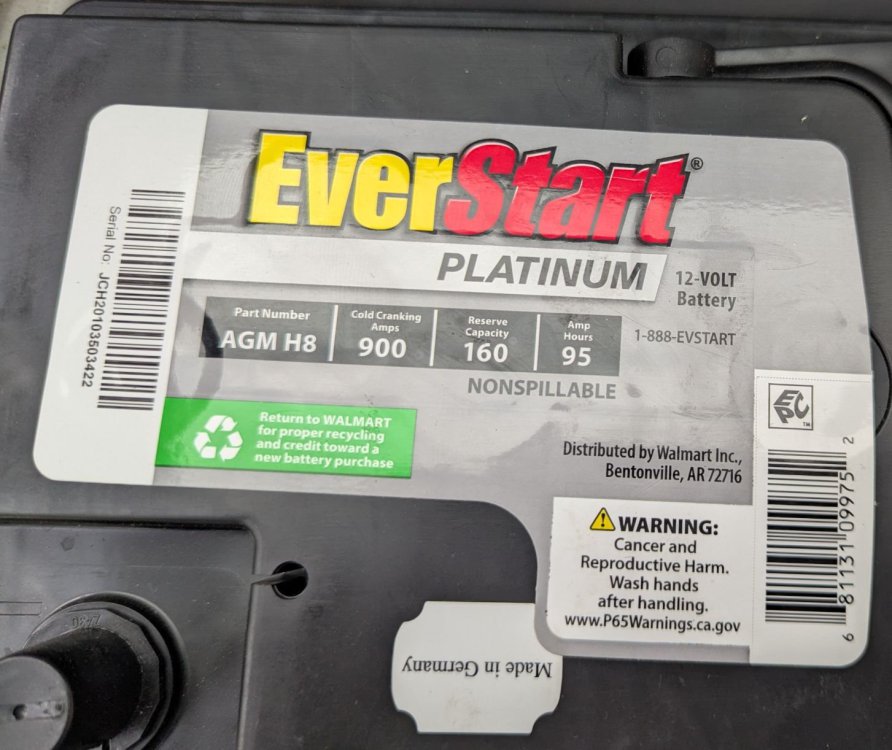 EverStart®
PLATINUM
12-VOLT
Battery
Part Number
AGM H8
Cold Cranking
Amps
900
Reserve
Capacity
160
Amp
Hours
95
1-888-EVSTART
NONSPILLABLE
Serial No: JCH20103503422
Return to WALMART
for proper recycling
and credit toward a
new battery purchase
Distributed by Walmart Inc.,
Bentonville, AR 72716
EPC™
WARNING:
Cancer and
Reproductive Harm.
Wash hands
after handling.
www.P65Warnings.ca.gov
6 81131 09975 2
Made in Germany